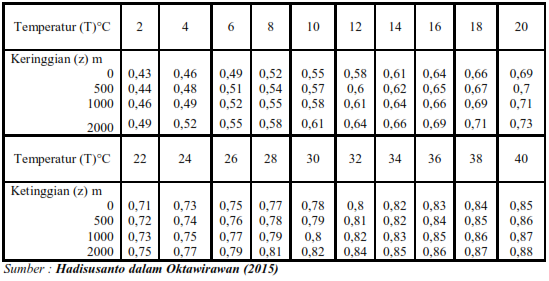 Temperatur (T)°C 2 4 6 8 10 12 14 16 18 20
Keringgian (z) m
0 0,43 0,46 0,49 0,52 0,55 0,58 0,61 0,64 0,66 0,69
500 0,44 0,48 0,51 0,54 0,57 0,6 0,62 0,65 0,67 0,7
1000 0,46 0,49 0,52 0,55 0,58 0,61 0,64 0,66 0,69 0,71
2000 0,49 0,52 0,55 0,58 0,61 0,64 0,66 0,69 0,71 0,73
Temperatur (T)°C 22 24 26 28 30 32 34 36 38 40
Ketinggian (z) m
0 0,71 0,73 0,75 0,77 0,78 0,8 0,82 0,83 0,84 0,85
500 0,72 0,74 0,76 0,78 0,79 0,81 0,82 0,84 0,85 0,86
1000 0,73 0,75 0,77 0,79 0,8 0,82 0,83 0,85 0,86 0,87
2000 0,75 0,77 0,79 0,81 0,82 0,84 0,85 0,86 0,87 0,88
Sumber : Hadisusanto dalam Oktawirawan (2015)